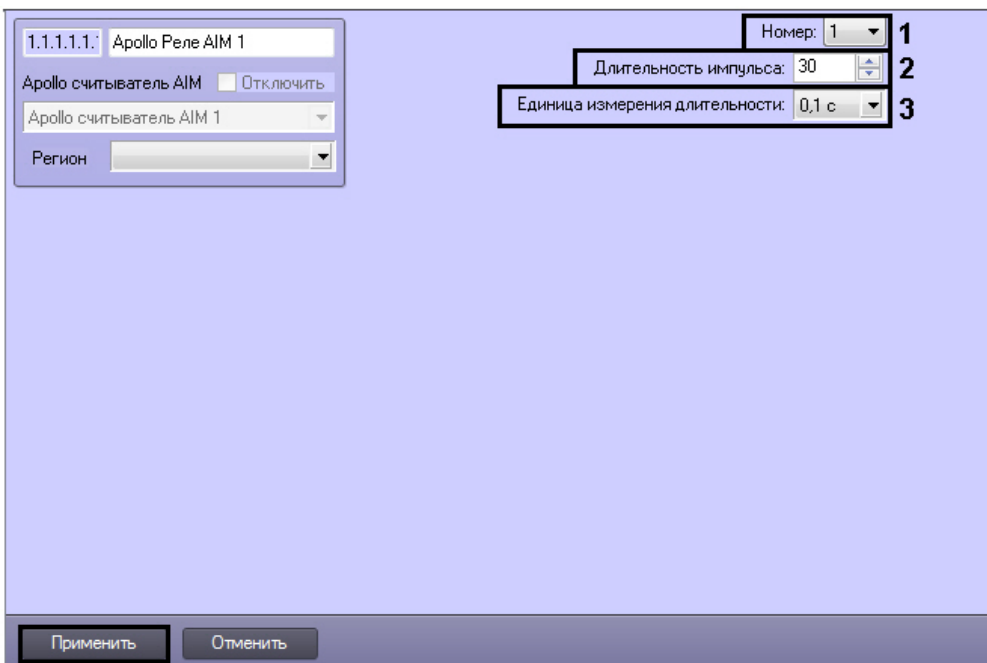 1.1.1.1.1.' Apollo Реле AIM 1
Apollo считыватель AIM Отключить
Apollo считыватель AIM 1
Регион
Номер: 1 1
Длительность импульса: 30 2
Единица измерения длительности: 0,1 с 3
Применить Отменить